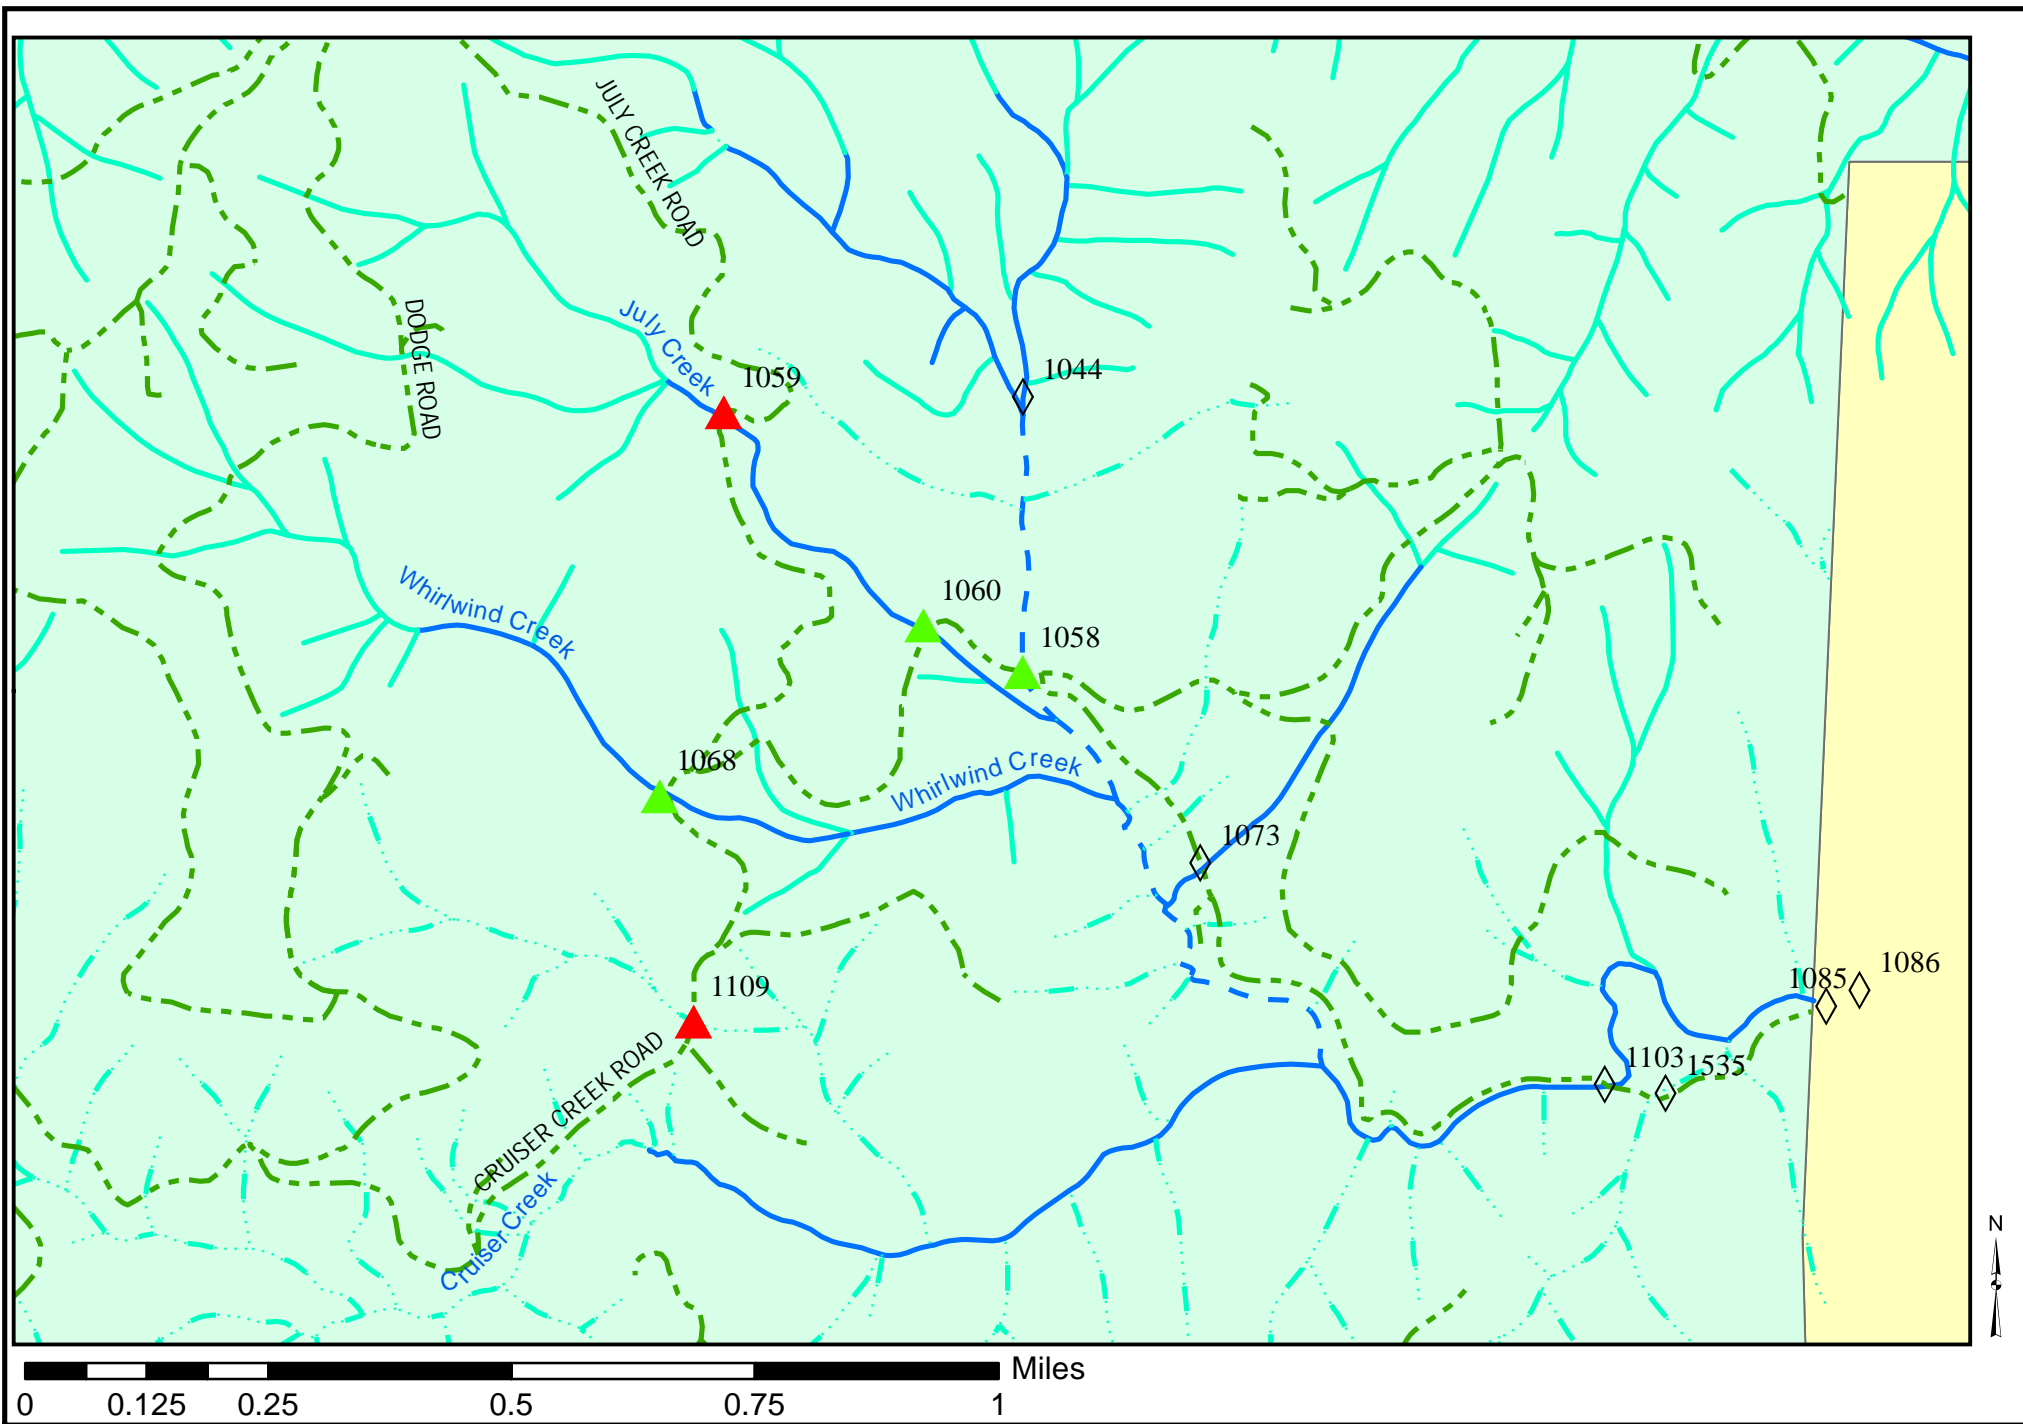 JULY CREEK ROAD
DODGE ROAD
July Creek
1059
1044
Whirlwind Creek
1060
1058
1068
Whirlwind Creek
1073
1109
1085
1086
1103
1535
CRUISER CREEK ROAD
Cruiser Creek
N
Miles
0 0.125 0.25 0.5 0.75 1